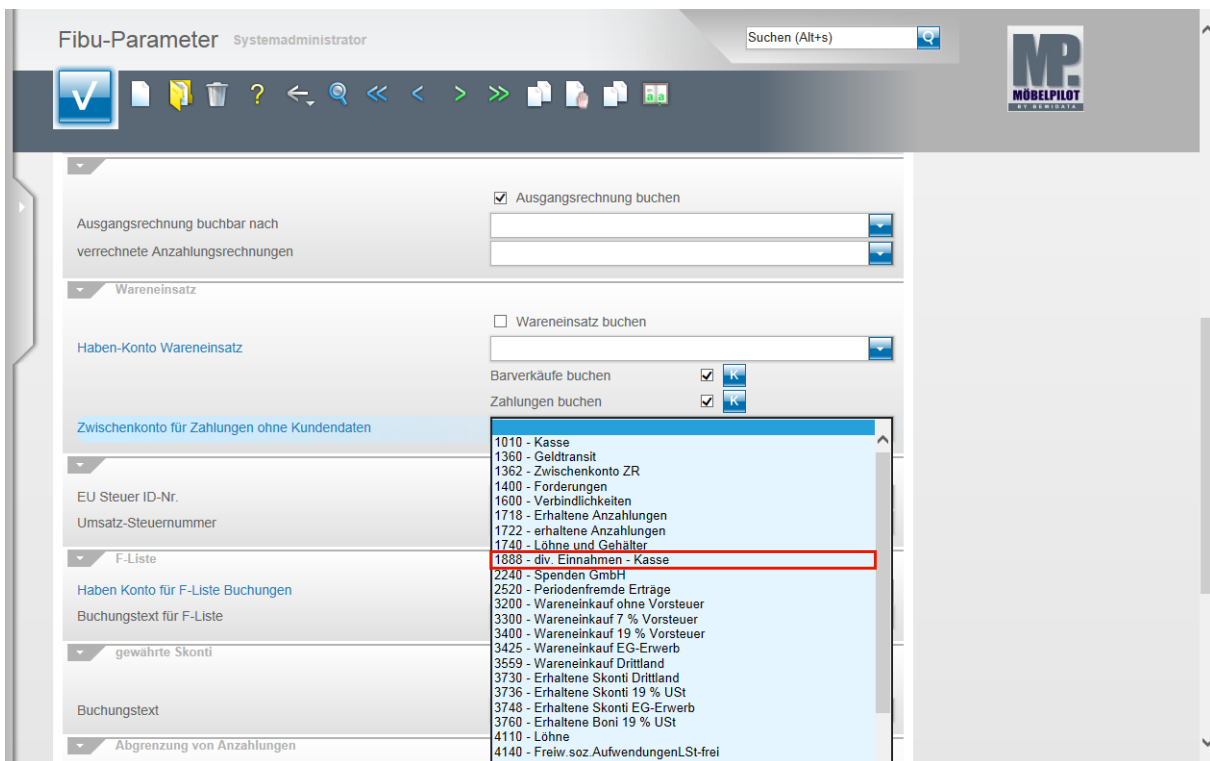 Fibu-Parameter Systemadministrator
Suchen (Alt+s)
MP.
MÖBELPILOT
BY BEMIDATA
Ausgangsrechnung buchen
Ausgangsrechnung buchbar nach
verrechnete Anzahlungsrechnungen
Wareneinsatz
Wareneinsatz buchen
Haben-Konto Wareneinsatz
Barverkäufe buchen K
Zahlungen buchen K
Zwischenkonto für Zahlungen ohne Kundendaten
1010 - Kasse
1360 - Geldtransit
1362 - Zwischenkonto ZR
1400 - Forderungen
1600 - Verbindlichkeiten
1718 - Erhaltene Anzahlungen
1722 - erhaltene Anzahlungen
1740 - Löhne und Gehälter
1888 - div. Einnahmen - Kasse
2240 - Spenden GmbH
2520 - Periodenfremde Erträge
3200 - Wareneinkauf ohne Vorsteuer
3300 - Wareneinkauf 7 % Vorsteuer
3400 - Wareneinkauf 19 % Vorsteuer
3425 - Wareneinkauf EG-Erwerb
3559 - Wareneinkauf Drittland
3730 - Erhaltene Skonti Drittland
3736 - Erhaltene Skonti 19 % USt
3748 - Erhaltene Skonti EG-Erwerb
3760 - Erhaltene Boni 19 % USt
4110 - Löhne
4140 - Freiw.soz.AufwendungenLSt-frei
EU Steuer ID-Nr.
Umsatz-Steuernummer
F-Liste
Haben Konto für F-Liste Buchungen
Buchungstext für F-Liste
gewährte Skonti
Buchungstext
Abgrenzung von Anzahlungen